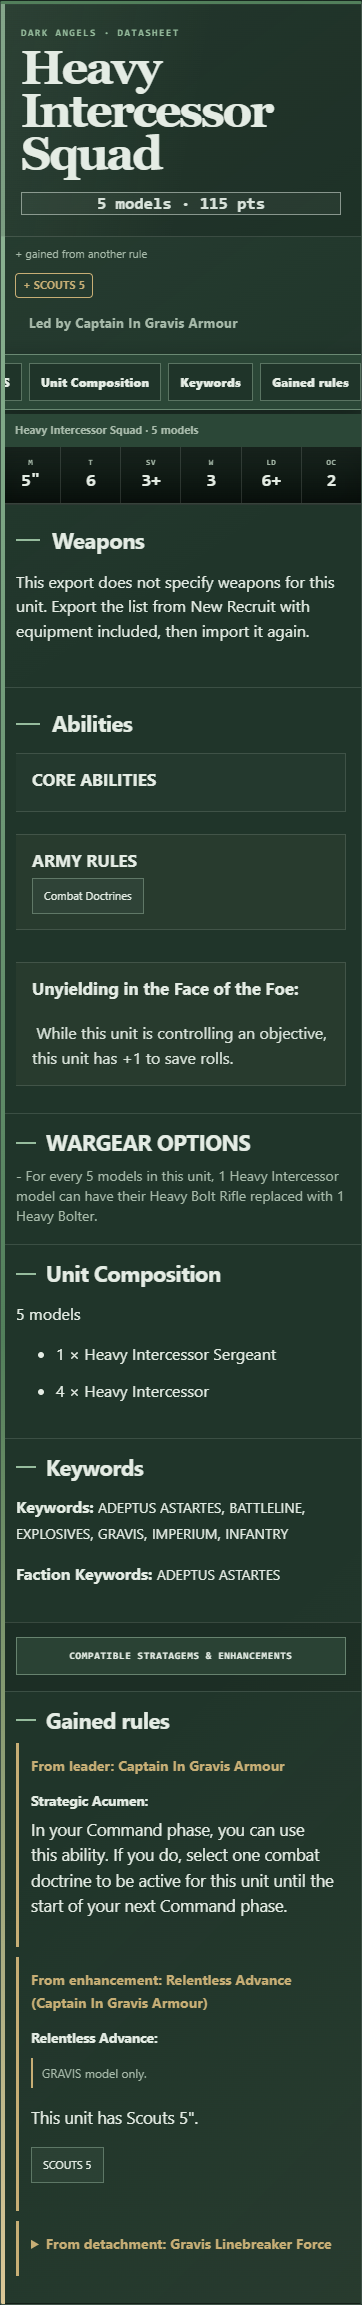 DARK ANGELS · DATASHEET
Heavy
Intercessor
Squad
5 models · 115 pts
+ gained from another rule
+ SCOUTS 5
Led by Captain In Gravis Armour
S
Unit Composition
Keywords
Gained rules
Heavy Intercessor Squad · 5 models
M T SV W LD OC
5" 6 3+ 3 6+ 2
Weapons
This export does not specify weapons for this
unit. Export the list from New Recruit with
equipment included, then import it again.
Abilities
CORE ABILITIES
ARMY RULES
Combat Doctrines
Unyielding in the Face of the Foe:
While this unit is controlling an objective,
this unit has +1 to save rolls.
WARGEAR OPTIONS
- For every 5 models in this unit, 1 Heavy Intercessor
model can have their Heavy Bolt Rifle replaced with 1
Heavy Bolter.
Unit Composition
5 models
• 1 × Heavy Intercessor Sergeant
• 4 × Heavy Intercessor
Keywords
Keywords: ADEPTUS ASTARTES, BATTLELINE,
EXPLOSIVES, GRAVIS, IMPERIUM, INFANTRY
Faction Keywords: ADEPTUS ASTARTES
COMPATIBLE STRATAGEMS & ENHANCEMENTS
Gained rules
From leader: Captain In Gravis Armour
Strategic Acumen:
In your Command phase, you can use
this ability. If you do, select one combat
doctrine to be active for this unit until the
start of your next Command phase.
From enhancement: Relentless Advance
(Captain In Gravis Armour)
Relentless Advance:
GRAVIS model only.
This unit has Scouts 5".
SCOUTS 5
▶ From detachment: Gravis Linebreaker Force